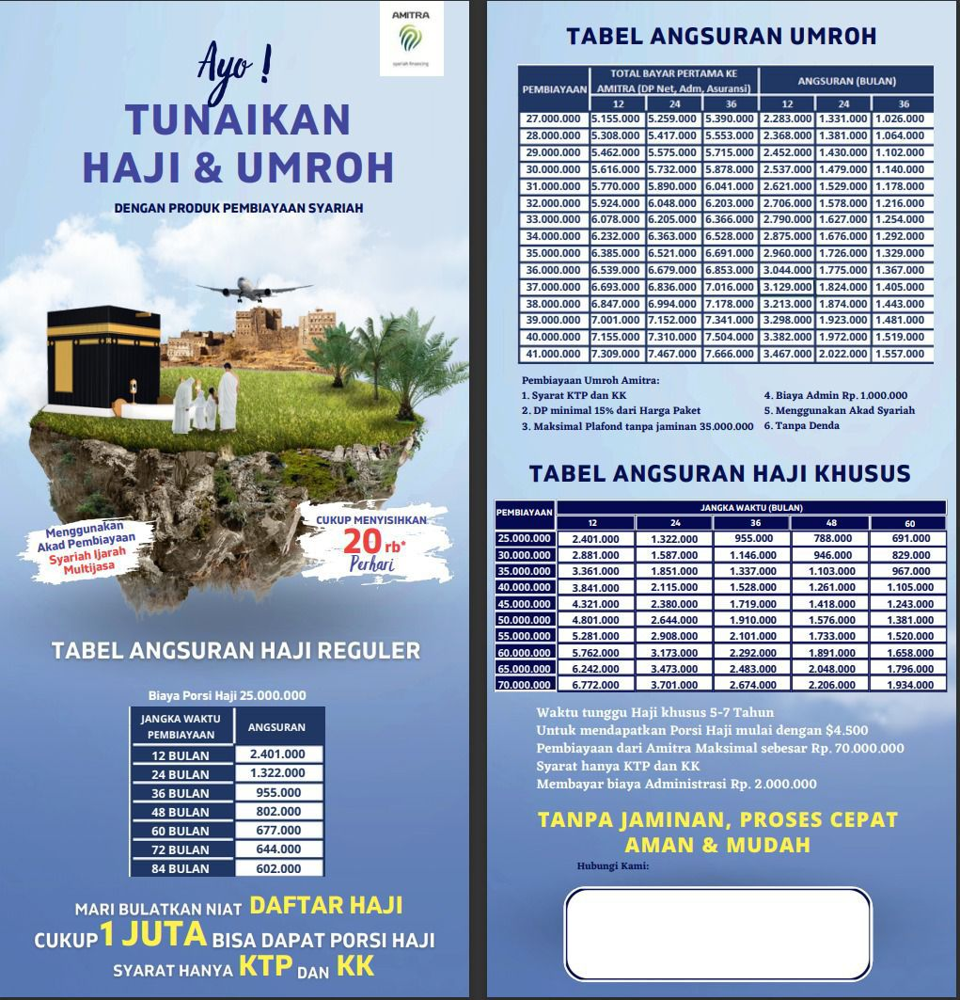 AMITRA
syariah financing
Ayo !
TUNAIKAN
HAJI & UMROH
DENGAN PRODUK PEMBIAYAAN SYARIAH
Menggunakan
Akad Pembiayaan
Syariah Ijarah
Multijasa
CUKUP MENYISIHKAN
20 rb*
Perhari
TABEL ANGSURAN HAJI REGULER
Biaya Porsi Haji 25.000.000
JANGKA WAKTU PEMBIAYAAN ANGSURAN
12 BULAN 2.401.000
24 BULAN 1.322.000
36 BULAN 955.000
48 BULAN 802.000
60 BULAN 677.000
72 BULAN 644.000
84 BULAN 602.000
MARI BULATKAN NIAT DAFTAR HAJI
CUKUP 1 JUTA BISA DAPAT PORSI HAJI
SYARAT HANYA KTP DAN KK
TABEL ANGSURAN UMROH
PEMBIAYAAN TOTAL BAYAR PERTAMA KE AMITRA (DP Net, Adm, Asuransi) ANGSURAN (BULAN)
12 24 36 12 24 36
27.000.000 5.155.000 5.259.000 5.390.000 2.283.000 1.331.000 1.026.000
28.000.000 5.308.000 5.417.000 5.553.000 2.368.000 1.381.000 1.064.000
29.000.000 5.462.000 5.575.000 5.715.000 2.452.000 1.430.000 1.102.000
30.000.000 5.616.000 5.732.000 5.878.000 2.537.000 1.479.000 1.140.000
31.000.000 5.770.000 5.890.000 6.041.000 2.621.000 1.529.000 1.178.000
32.000.000 5.924.000 6.048.000 6.203.000 2.706.000 1.578.000 1.216.000
33.000.000 6.078.000 6.205.000 6.366.000 2.790.000 1.627.000 1.254.000
34.000.000 6.232.000 6.363.000 6.528.000 2.875.000 1.676.000 1.292.000
35.000.000 6.385.000 6.521.000 6.691.000 2.960.000 1.726.000 1.329.000
36.000.000 6.539.000 6.679.000 6.853.000 3.044.000 1.775.000 1.367.000
37.000.000 6.693.000 6.836.000 7.016.000 3.129.000 1.824.000 1.405.000
38.000.000 6.847.000 6.994.000 7.178.000 3.213.000 1.874.000 1.443.000
39.000.000 7.001.000 7.152.000 7.341.000 3.298.000 1.923.000 1.481.000
40.000.000 7.155.000 7.310.000 7.504.000 3.382.000 1.972.000 1.519.000
41.000.000 7.309.000 7.467.000 7.666.000 3.467.000 2.022.000 1.557.000
Pembiayaan Umroh Amitra:
1. Syarat KTP dan KK
2. DP minimal 15% dari Harga Paket
3. Maksimal Plafond tanpa jaminan 35.000.000
4. Biaya Admin Rp. 1.000.000
5. Menggunakan Akad Syariah
6. Tanpa Denda
TABEL ANGSURAN HAJI KHUSUS
PEMBIAYAAN JANGKA WAKTU (BULAN)
12 24 36 48 60
25.000.000 2.401.000 1.322.000 955.000 788.000 691.000
30.000.000 2.881.000 1.587.000 1.146.000 946.000 829.000
35.000.000 3.361.000 1.851.000 1.337.000 1.103.000 967.000
40.000.000 3.841.000 2.115.000 1.528.000 1.261.000 1.105.000
45.000.000 4.321.000 2.380.000 1.719.000 1.418.000 1.243.000
50.000.000 4.801.000 2.644.000 1.910.000 1.576.000 1.381.000
55.000.000 5.281.000 2.908.000 2.101.000 1.733.000 1.520.000
60.000.000 5.762.000 3.173.000 2.292.000 1.891.000 1.658.000
65.000.000 6.242.000 3.473.000 2.483.000 2.048.000 1.796.000
70.000.000 6.772.000 3.701.000 2.674.000 2.206.000 1.934.000
Waktu tunggu Haji khusus 5-7 Tahun
Untuk mendapatkan Porsi Haji mulai dengan $4.500
Pembiayaan dari Amitra Maksimal sebesar Rp. 70.000.000
Syarat hanya KTP dan KK
Membayar biaya Administrasi Rp. 2.000.000
TANPA JAMINAN, PROSES CEPAT
AMAN & MUDAH
Hubungi Kami: